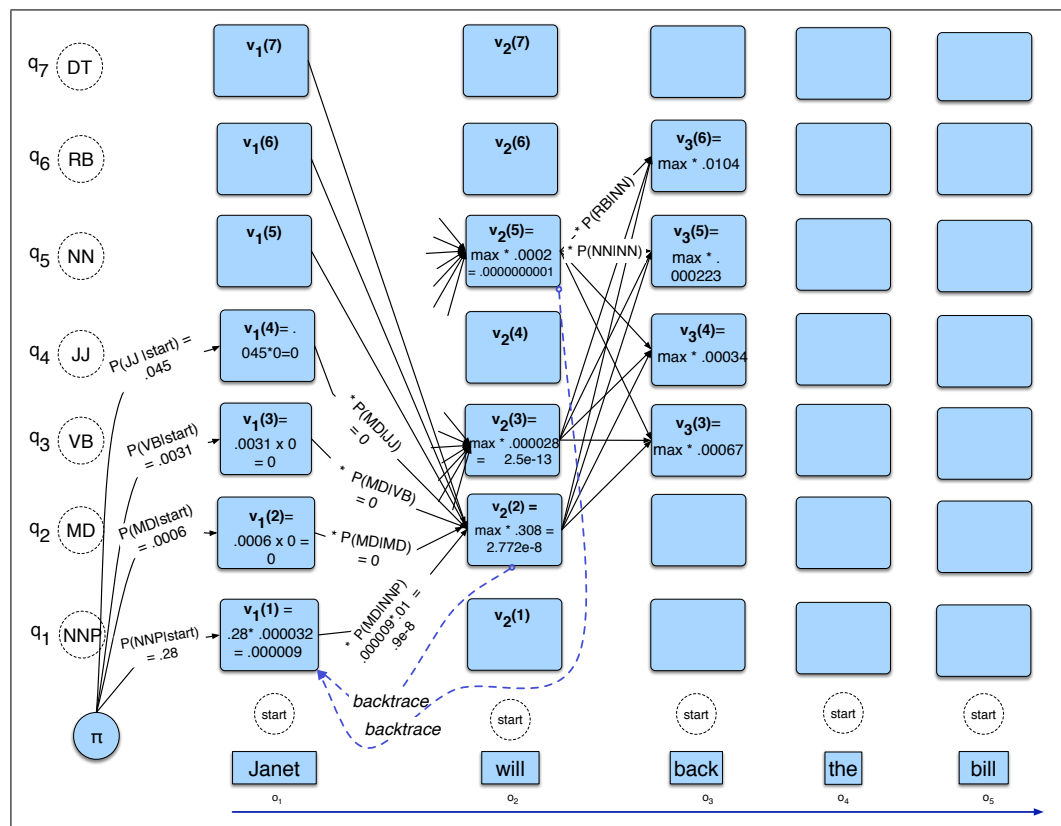 q7 DT
v1(7)
v2(7)
q6 RB
v1(6)
v2(6)
v3(6)=
max * .0104
* P(RB|NN)
q5 NN
v1(5)
v2(5)=
max * .0002
= .0000000001
* P(NN|NN)
v3(5)=
max * .
000223
q4 JJ
P(JJ |start) =
.045
v1(4)= .
045*0=0
v2(4)
v3(4)=
max * .00034
* P(MD|JJ)
= 0
q3 VB
P(VB|start)
= .0031
v1(3)=
.0031 x 0
= 0
v2(3)=
max * .000028
= 2.5e-13
v3(3)=
max * .00067
* P(MD|VB)
= 0
q2 MD
P(MD|start)
= .0006
v1(2)=
.0006 x 0 =
0
* P(MD|MD)
= 0
v2(2) =
max * .308 =
2.772e-8
q1 NNP
P(NNP|start)
= .28
v1(1) =
.28* .000032
= .000009
* P(MD|NNP)
.000009*.01 =
.9e-8
v2(1)
backtrace
backtrace
π
start
start
start
start
start
Janet
will
back
the
bill
o1
o2
o3
o4
o5